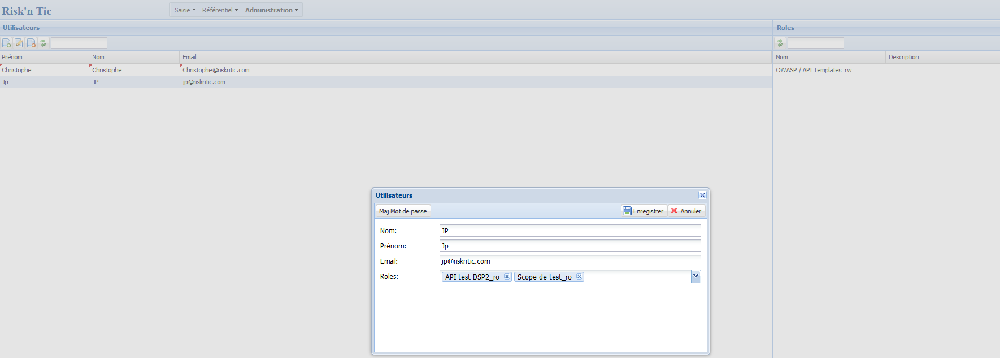 Risk'n Tic
Saisie Référentiel Administration
Utilisateurs
Roles
Prénom Nom Email
Nom Description
Christophe Christophe Christophe@riskntic.com
OWASP / API Templates_rw
Jp JP jp@riskntic.com
Utilisateurs
Maj Mot de passe Enregistrer Annuler
Nom: JP
Prénom: Jp
Email: jp@riskntic.com
Roles: API test DSP2_ro Scope de test_ro